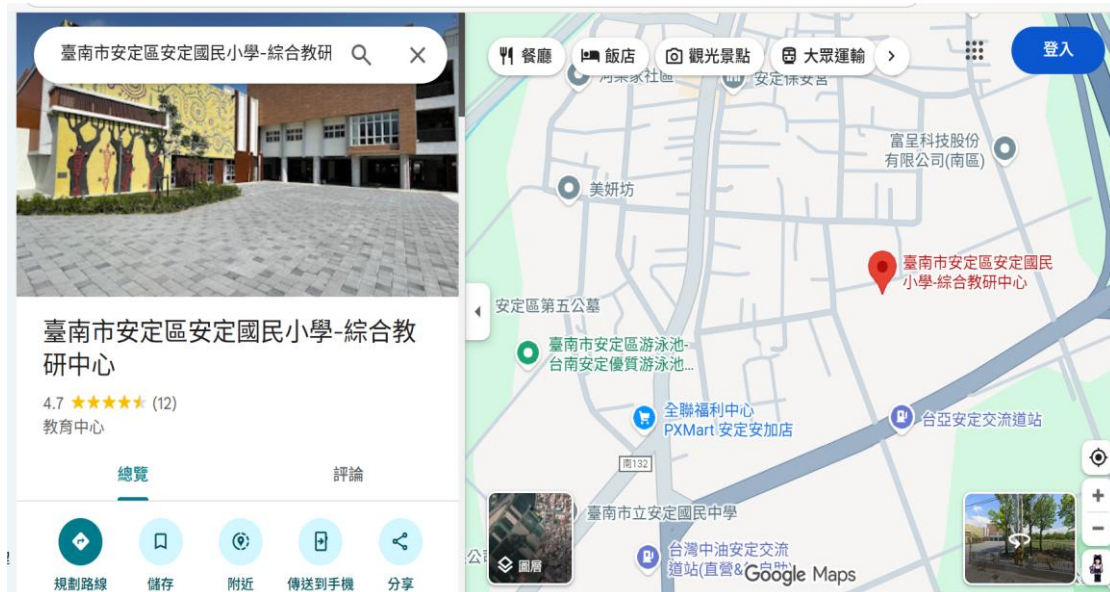 臺南市安定區安定國民小學-綜合教研
臺南市安定區安定國民小學-綜合教
研中心
4.7 ★★★★★ (12)
教育中心
總覽
評論
規劃路線
儲存
附近
傳送到手機
分享
餐廳
飯店
觀光景點
大眾運輸
登入
安定保安宮
富呈科技股份
有限公司(南區)
美妍坊
臺南市安定區安定國民
小學-綜合教研中心
安定區第五公墓
臺南市安定區游泳池-
台南安定優質游泳池...
全聯福利中心
PXMart 安定安加店
台亞安定交流道站
南132
臺南市立安定國民中學
台灣中油安定交流
道站(直營&
圖層
Google Maps